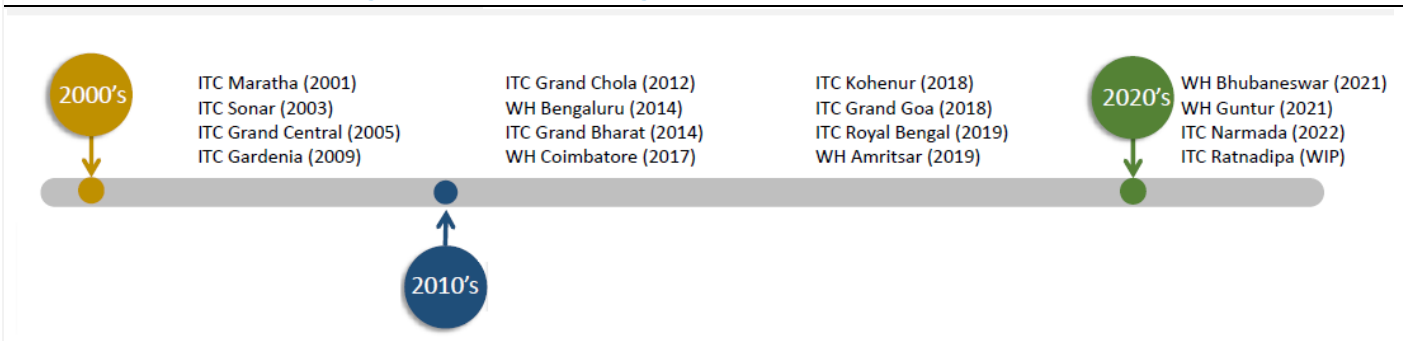 2000's
ITC Maratha (2001)
ITC Sonar (2003)
ITC Grand Central (2005)
ITC Gardenia (2009)
2010's
ITC Grand Chola (2012)
WH Bengaluru (2014)
ITC Grand Bharat (2014)
WH Coimbatore (2017)
ITC Kohenur (2018)
ITC Grand Goa (2018)
ITC Royal Bengal (2019)
WH Amritsar (2019)
2020's
WH Bhubaneswar (2021)
WH Guntur (2021)
ITC Narmada (2022)
ITC Ratnadipa (WIP)